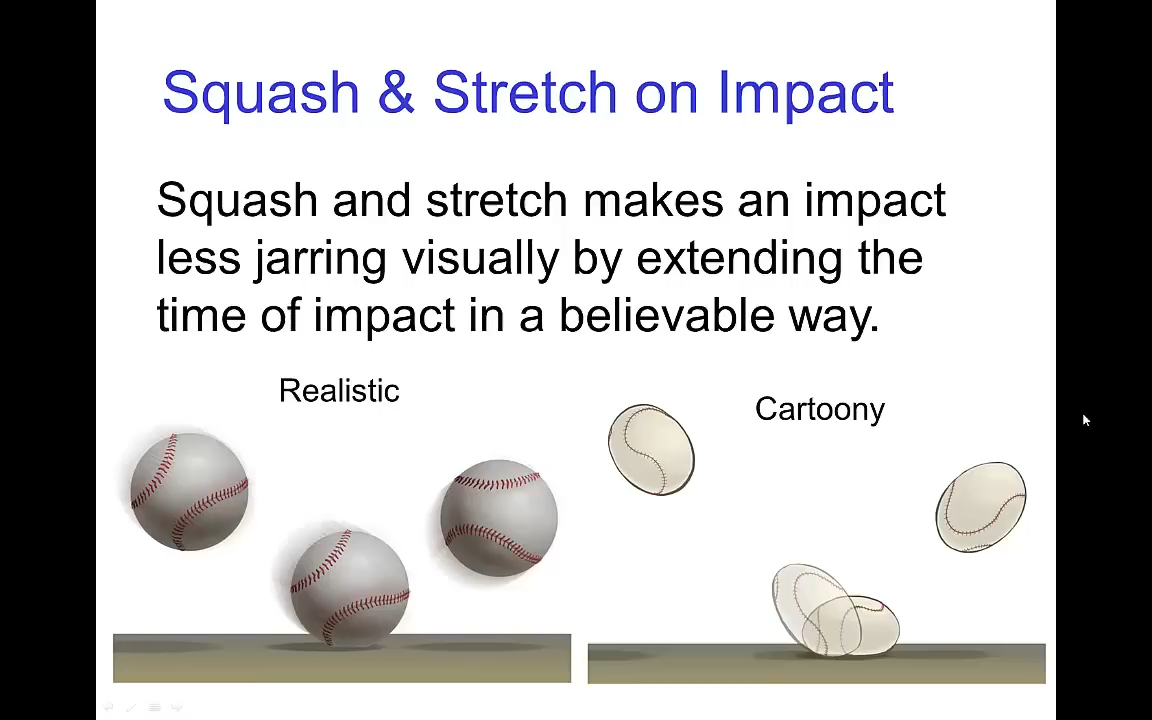 Squash & Stretch on Impact
Squash and stretch makes an impact
less jarring visually by extending the
time of impact in a believable way.
Realistic
Cartoony